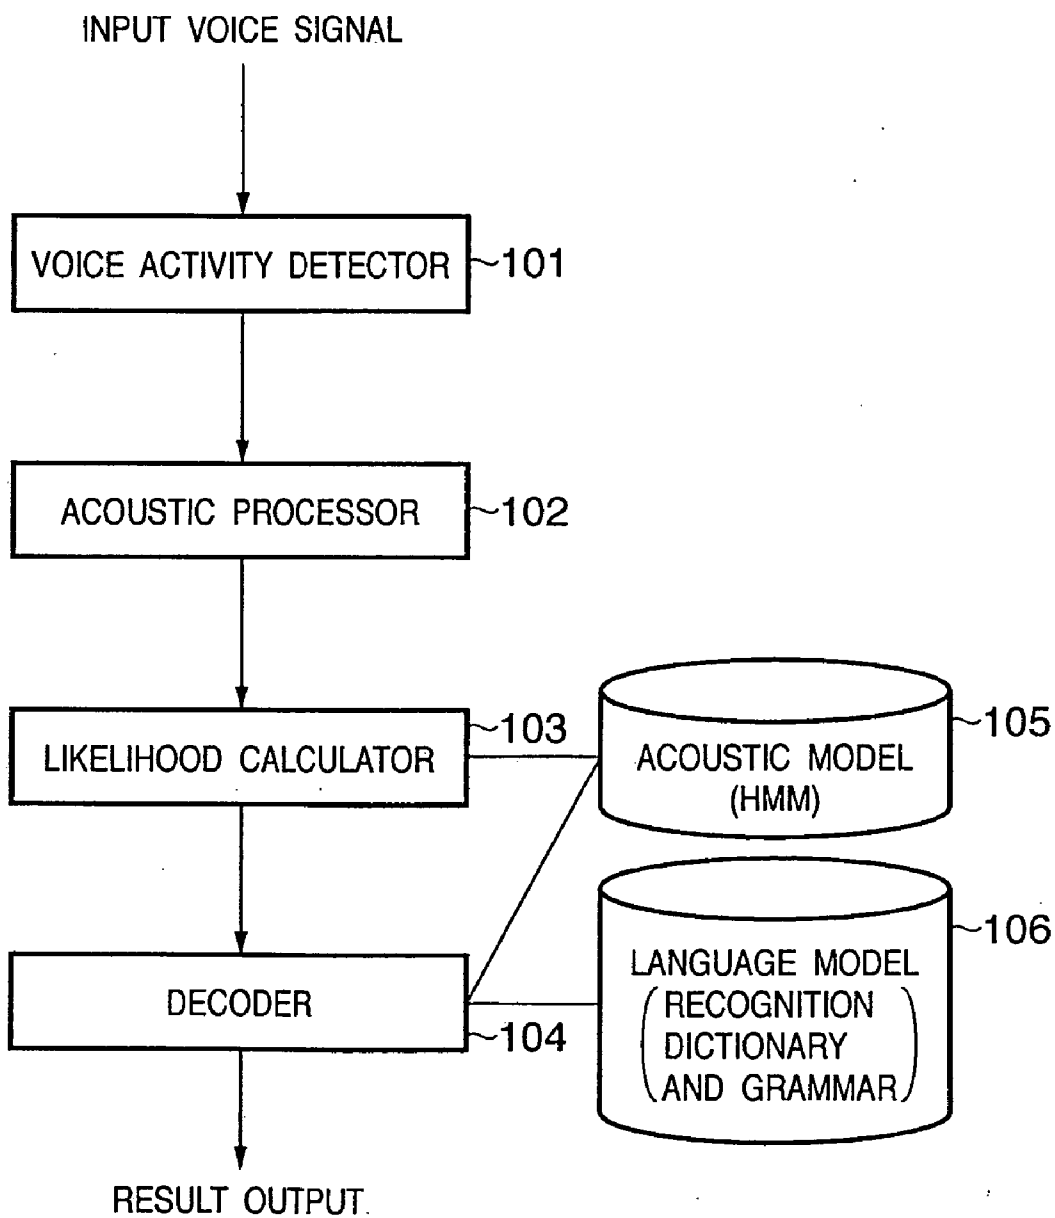 INPUT VOICE SIGNAL
VOICE ACTIVITY DETECTOR
101
ACOUSTIC PROCESSOR
102
LIKELIHOOD CALCULATOR
103
ACOUSTIC MODEL
(HMM)
105
DECODER
104
LANGUAGE MODEL
(RECOGNITION
DICTIONARY
AND GRAMMAR)
106
RESULT OUTPUT